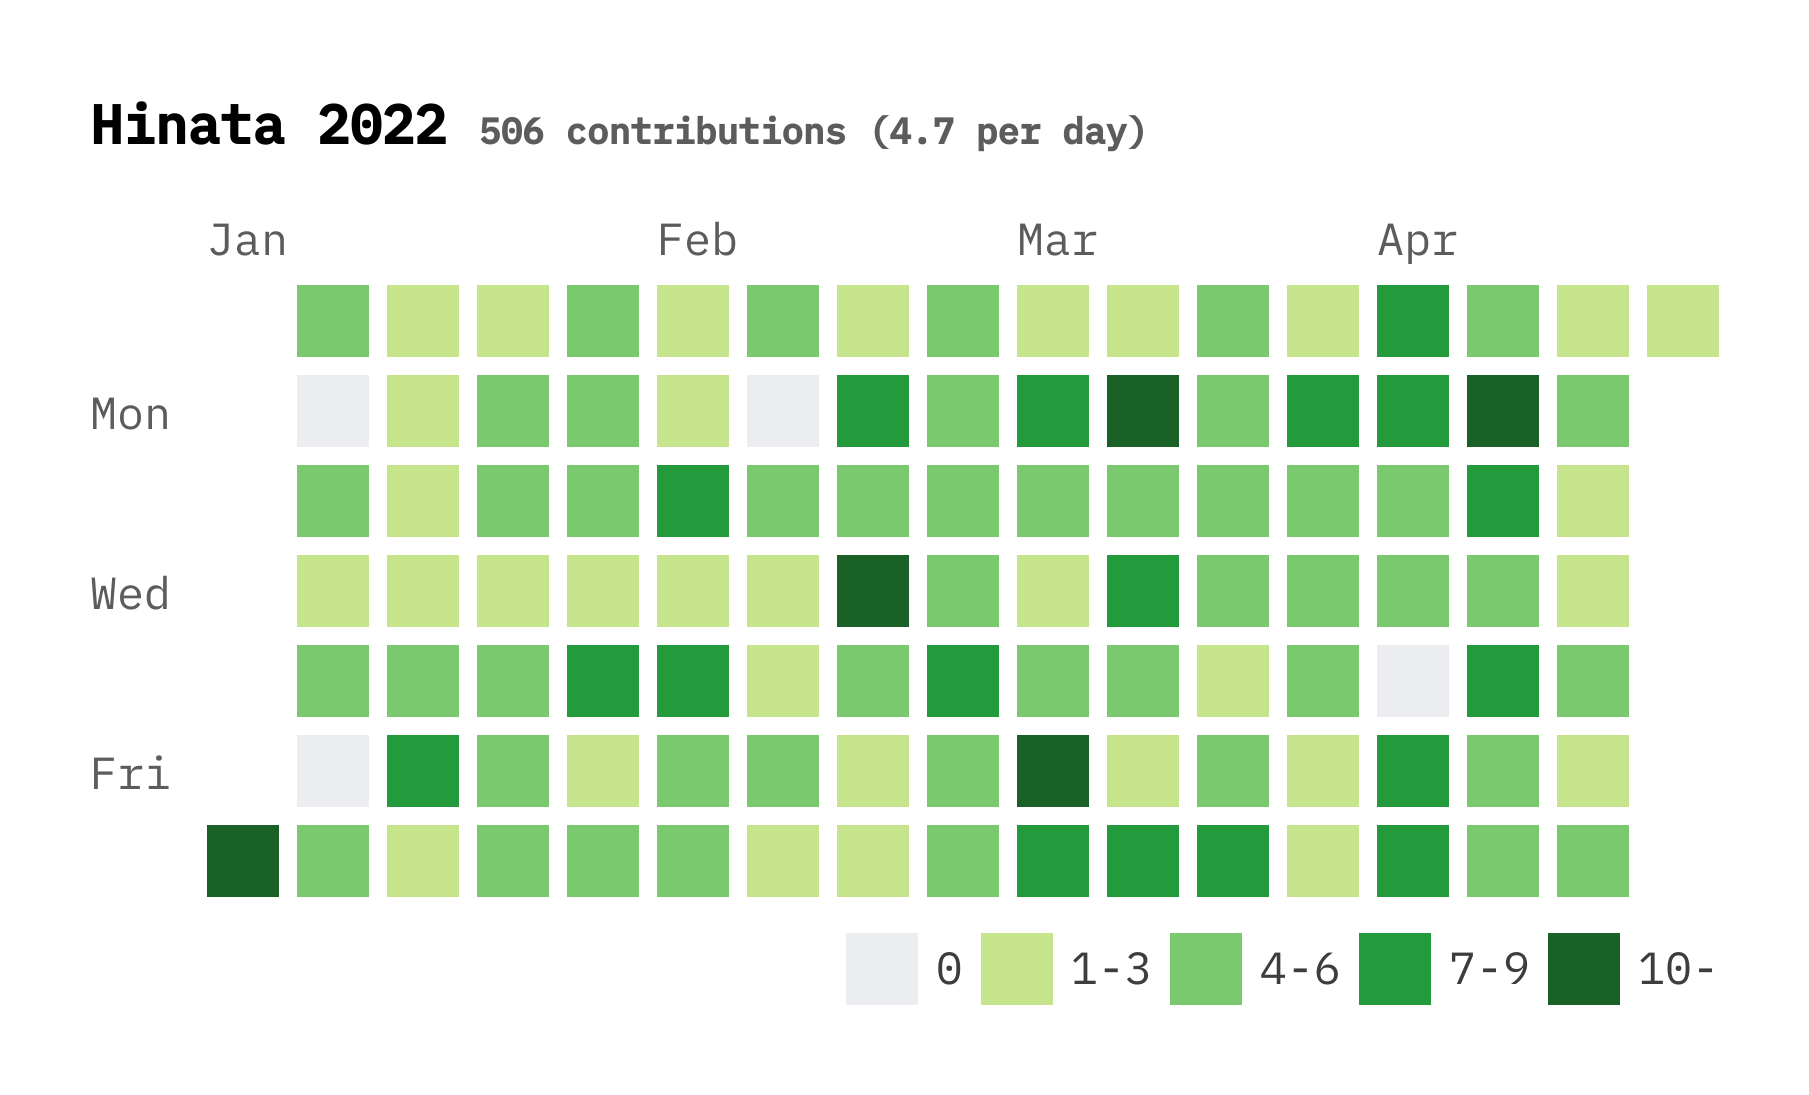 Hinata 2022 506 contributions (4.7 per day)
Jan Feb Mar Apr
Mon
Wed
Fri
0 1-3 4-6 7-9 10-